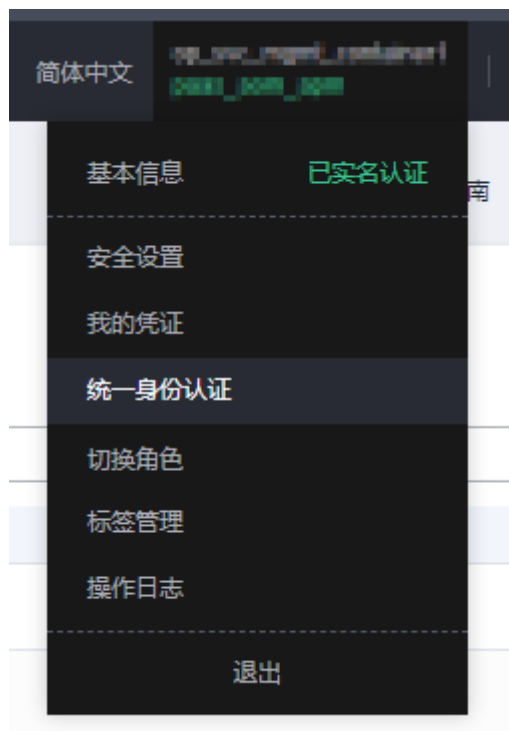 简体中文
基本信息 已实名认证
南
安全设置
我的凭证
统一身份认证
切换角色
标签管理
操作日志
退出